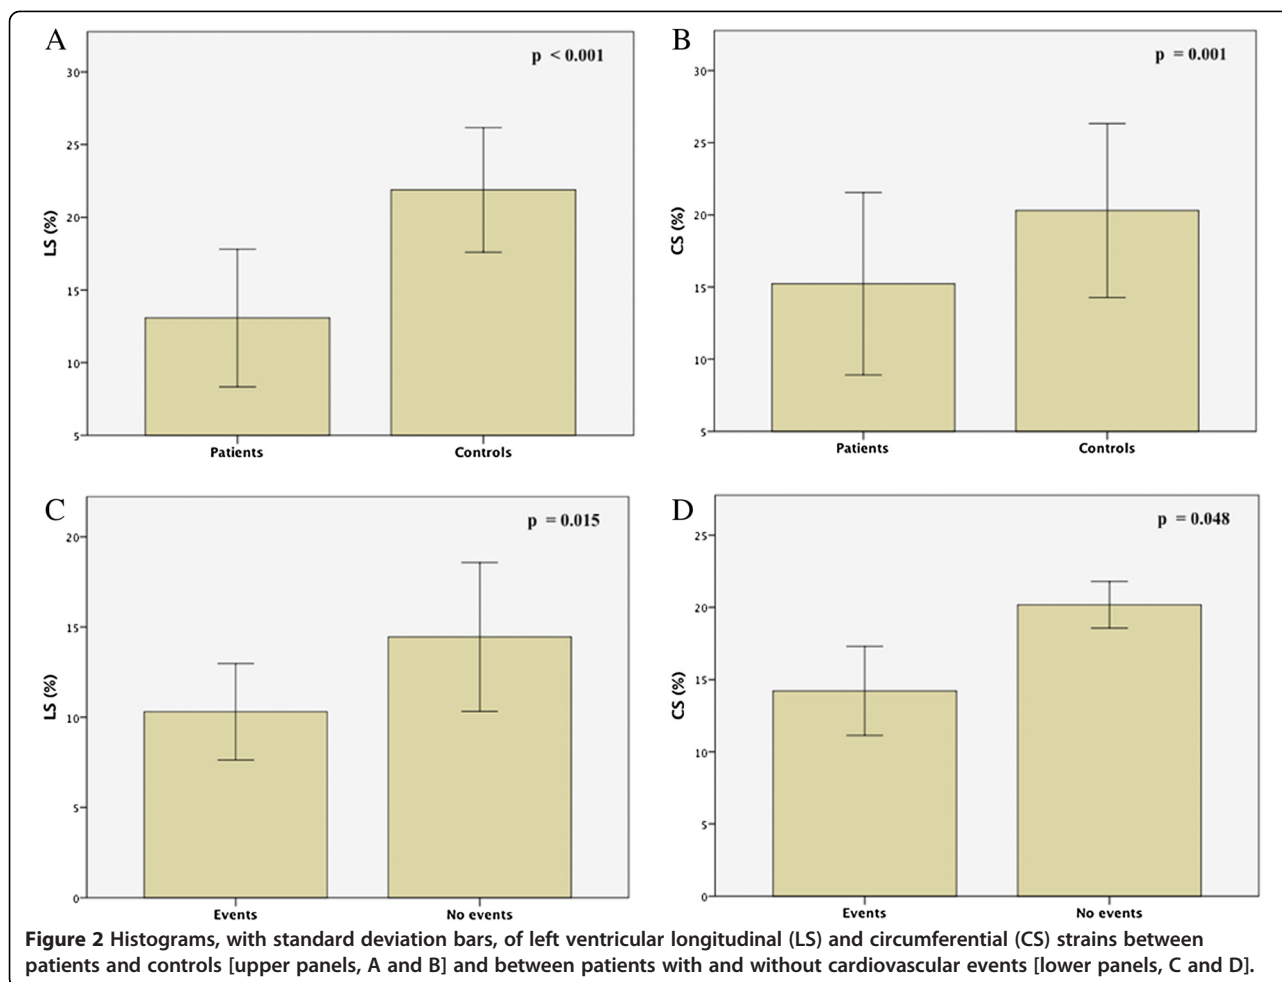 A
p < 0.001
30
25
20
15
10
5
LS (%)
Patients
Controls
B
p = 0.001
30
25
20
15
10
5
CS (%)
Patients
Controls
C
p = 0.015
20
15
10
5
0
LS (%)
Events
No events
D
p = 0.048
25
20
15
10
5
0
CS (%)
Events
No events
Figure 2 Histograms, with standard deviation bars, of left ventricular longitudinal (LS) and circumferential (CS) strains between
patients and controls [upper panels, A and B] and between patients with and without cardiovascular events [lower panels, C and D].